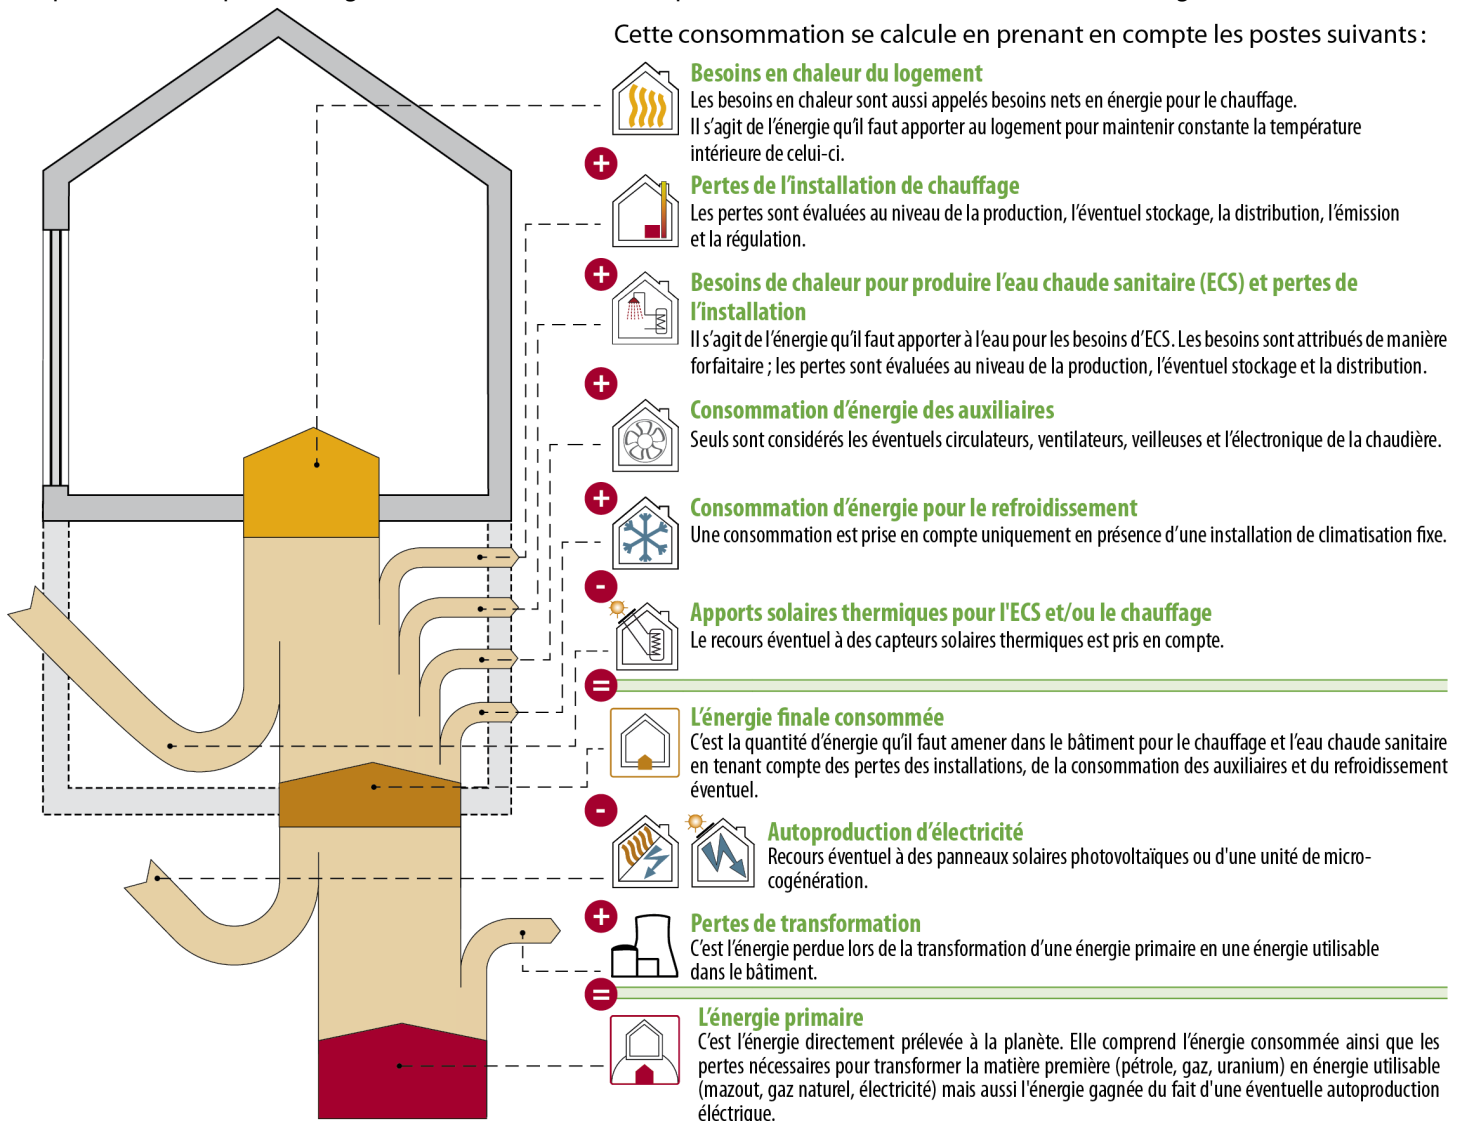 Cette consommation se calcule en prenant en compte les postes suivants :
Besoins en chaleur du logement
Les besoins en chaleur sont aussi appelés besoins nets en énergie pour le chauffage.
Il s’agit de l’énergie qu’il faut apporter au logement pour maintenir constante la température
intérieure de celui-ci.
+
Pertes de l’installation de chauffage
Les pertes sont évaluées au niveau de la production, l’éventuel stockage, la distribution, l’émission
et la régulation.
+
Besoins de chaleur pour produire l’eau chaude sanitaire (ECS) et pertes de
l’installation
Il s’agit de l’énergie qu’il faut apporter à l’eau pour les besoins d’ECS. Les besoins sont attribués de manière
forfaitaire ; les pertes sont évaluées au niveau de la production, l’éventuel stockage et la distribution.
+
Consommation d’énergie des auxiliaires
Seuls sont considérés les éventuels circulateurs, ventilateurs, veilleuses et l’électronique de la chaudière.
+
Consommation d’énergie pour le refroidissement
Une consommation est prise en compte uniquement en présence d’une installation de climatisation fixe.
-
Apports solaires thermiques pour l'ECS et/ou le chauffage
Le recours éventuel à des capteurs solaires thermiques est pris en compte.
=
L’énergie finale consommée
C’est la quantité d’énergie qu’il faut amener dans le bâtiment pour le chauffage et l’eau chaude sanitaire
en tenant compte des pertes des installations, de la consommation des auxiliaires et du refroidissement
éventuel.
-
Autoproduction d’électricité
Recours éventuel à des panneaux solaires photovoltaïques ou d'une unité de micro-
cogénération.
+
Pertes de transformation
C’est l’énergie perdue lors de la transformation d’une énergie primaire en une énergie utilisable
dans le bâtiment.
=
L’énergie primaire
C’est l’énergie directement prélevée à la planète. Elle comprend l’énergie consommée ainsi que les
pertes nécessaires pour transformer la matière première (pétrole, gaz, uranium) en énergie utilisable
(mazout, gaz naturel, électricité) mais aussi l'énergie gagnée du fait d'une éventuelle autoproduction
éléctrique.